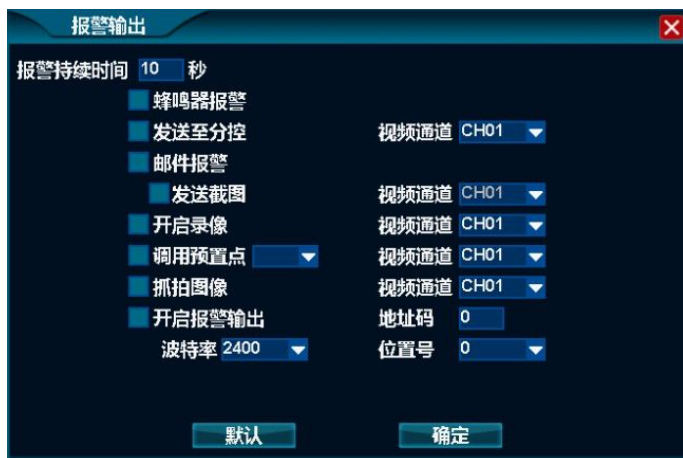 报警输出
报警持续时间 10 秒
蜂鸣器报警
发送至分控 视频通道 CH01
邮件报警
发送截图 视频通道 CH01
开启录像 视频通道 CH01
调用预置点 视频通道 CH01
抓拍图像 视频通道 CH01
开启报警输出 地址码 0
波特率 2400 位置号 0
默认 确定